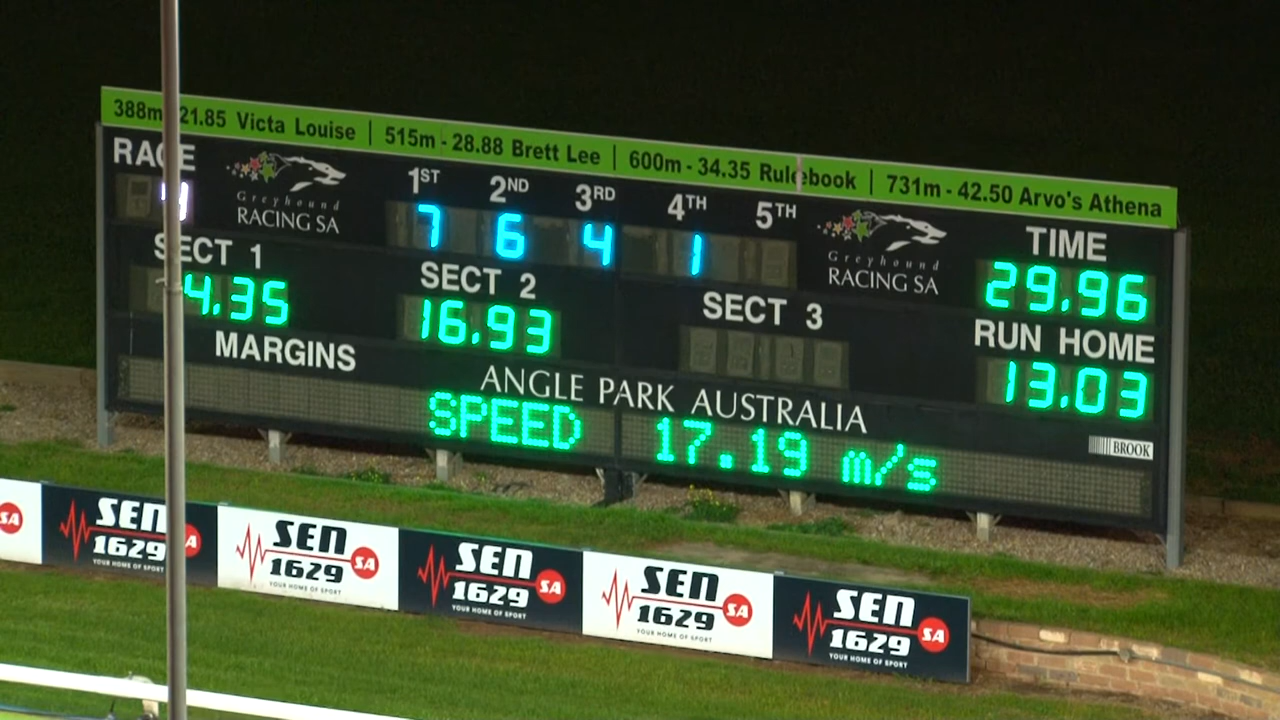 388m 21.85 Victa Louise | 515m - 28.88 Brett Lee | 600m - 34.35 Rulebook | 731m - 42.50 Arvo's Athena
RACE
Greyhound
RACING SA
1ST 2ND 3RD 4TH 5TH
7 6 4 1
Greyhound
RACING SA
TIME
29.96
SECT 1
4.35
SECT 2
16.93
SECT 3
RUN HOME
13.03
MARGINS
ANGLE PARK AUSTRALIA
SPEED 17.19 m/s
BROOK
SA
SEN
1629
SA
YOUR HOME OF SPORT
SEN
1629
SA
YOUR HOME OF SPORT
SEN
1629
SA
YOUR HOME OF SPORT
SEN
1629
SA
YOUR HOME OF SPORT
SEN
1629
SA
YOUR HOME OF SPORT